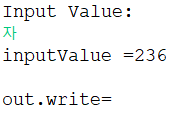 Input Value:
자
inputValue =236
out.write=